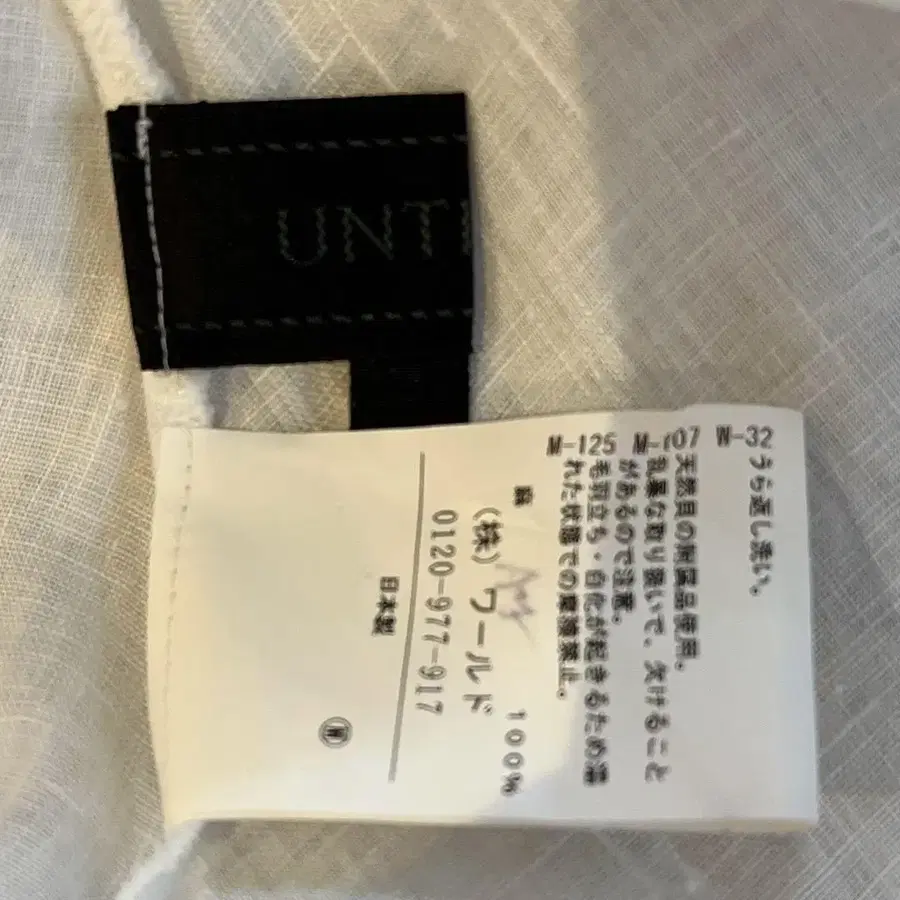 UNTI
M-125 M-107 W-32
うら返し洗い。
天然貝の附属品使用。
乱暴な取り扱いで、欠けること
があるので注意。
毛羽立ち・白化が起きるため濡
れた状態での摩擦禁止。
麻 100%
(株)ワールド
0120-977-917
日本製
W